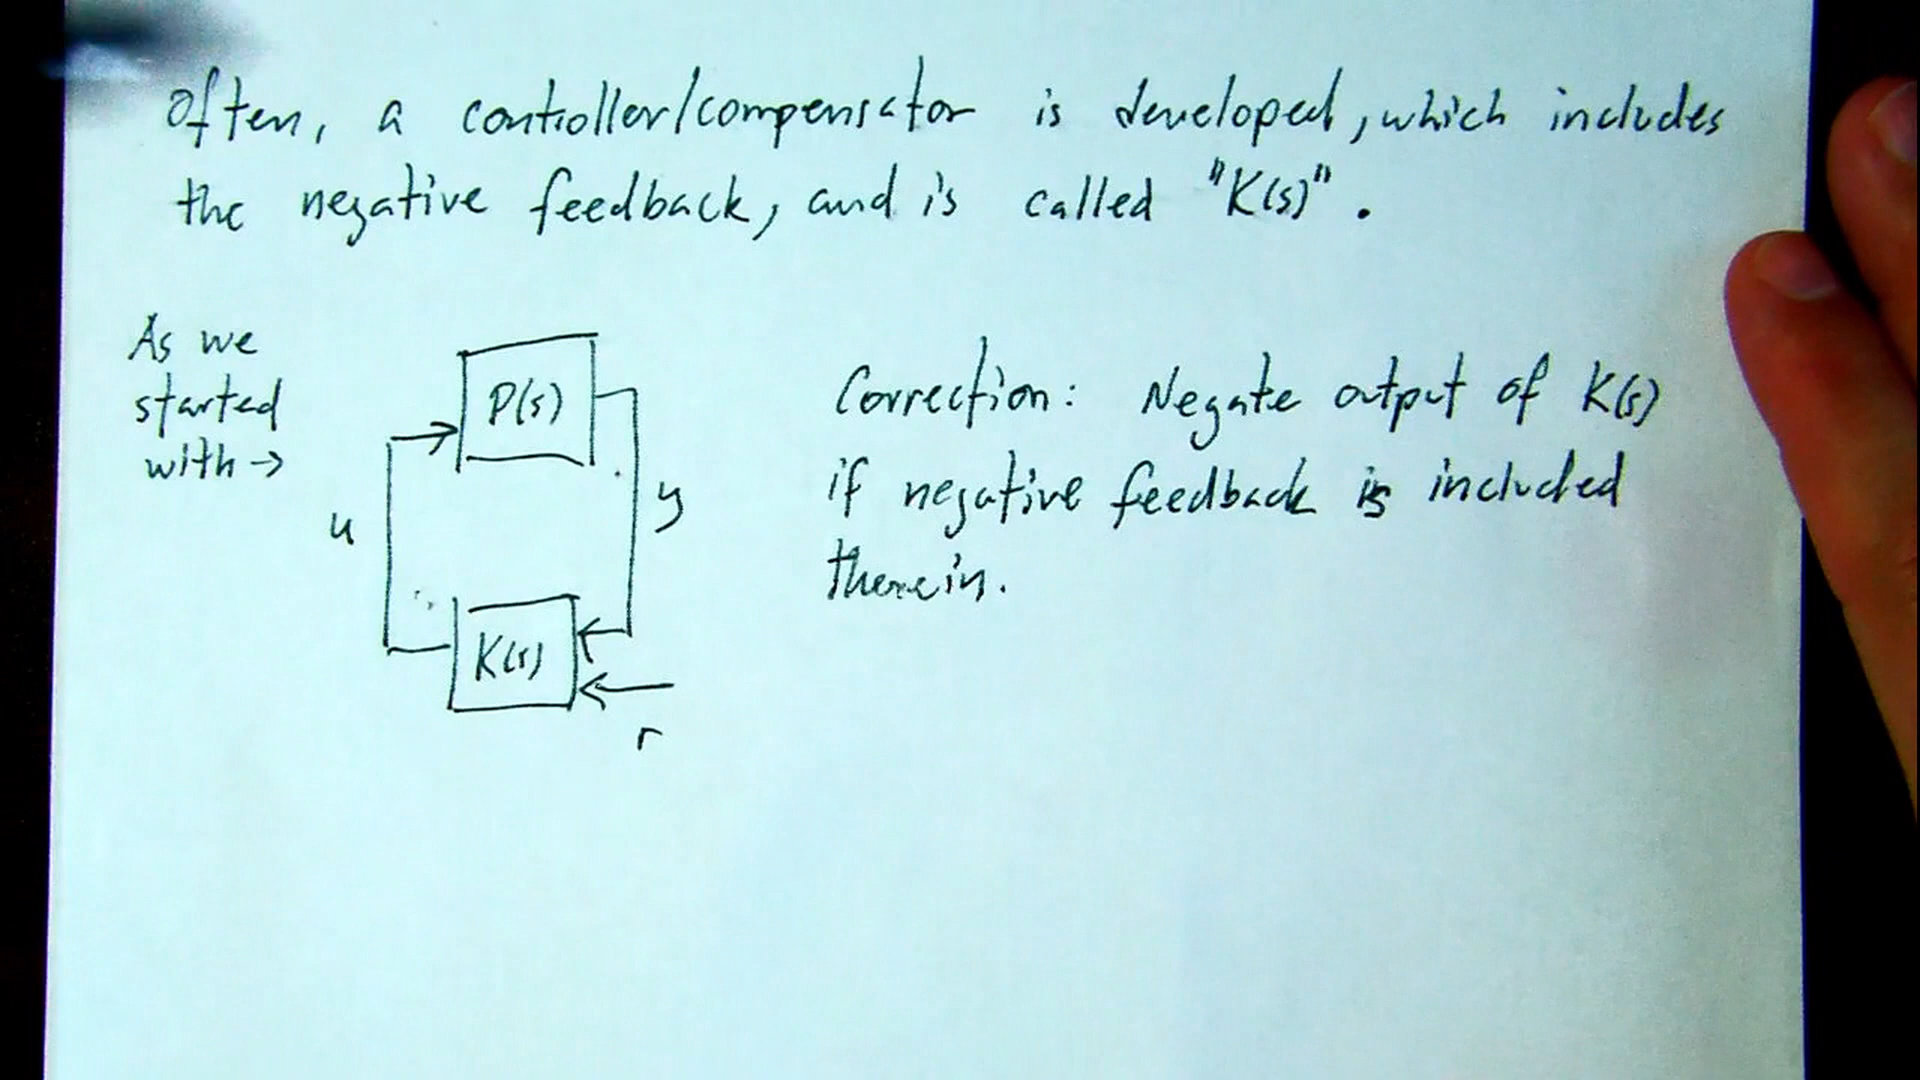 Often, a controller/compensator is developed, which includes
the negative feedback, and is called "K(s)".
As we
started
with →
P(s)
u
y
K(s)
r
Correction: Negate output of K(s)
if negative feedback is included
therein.